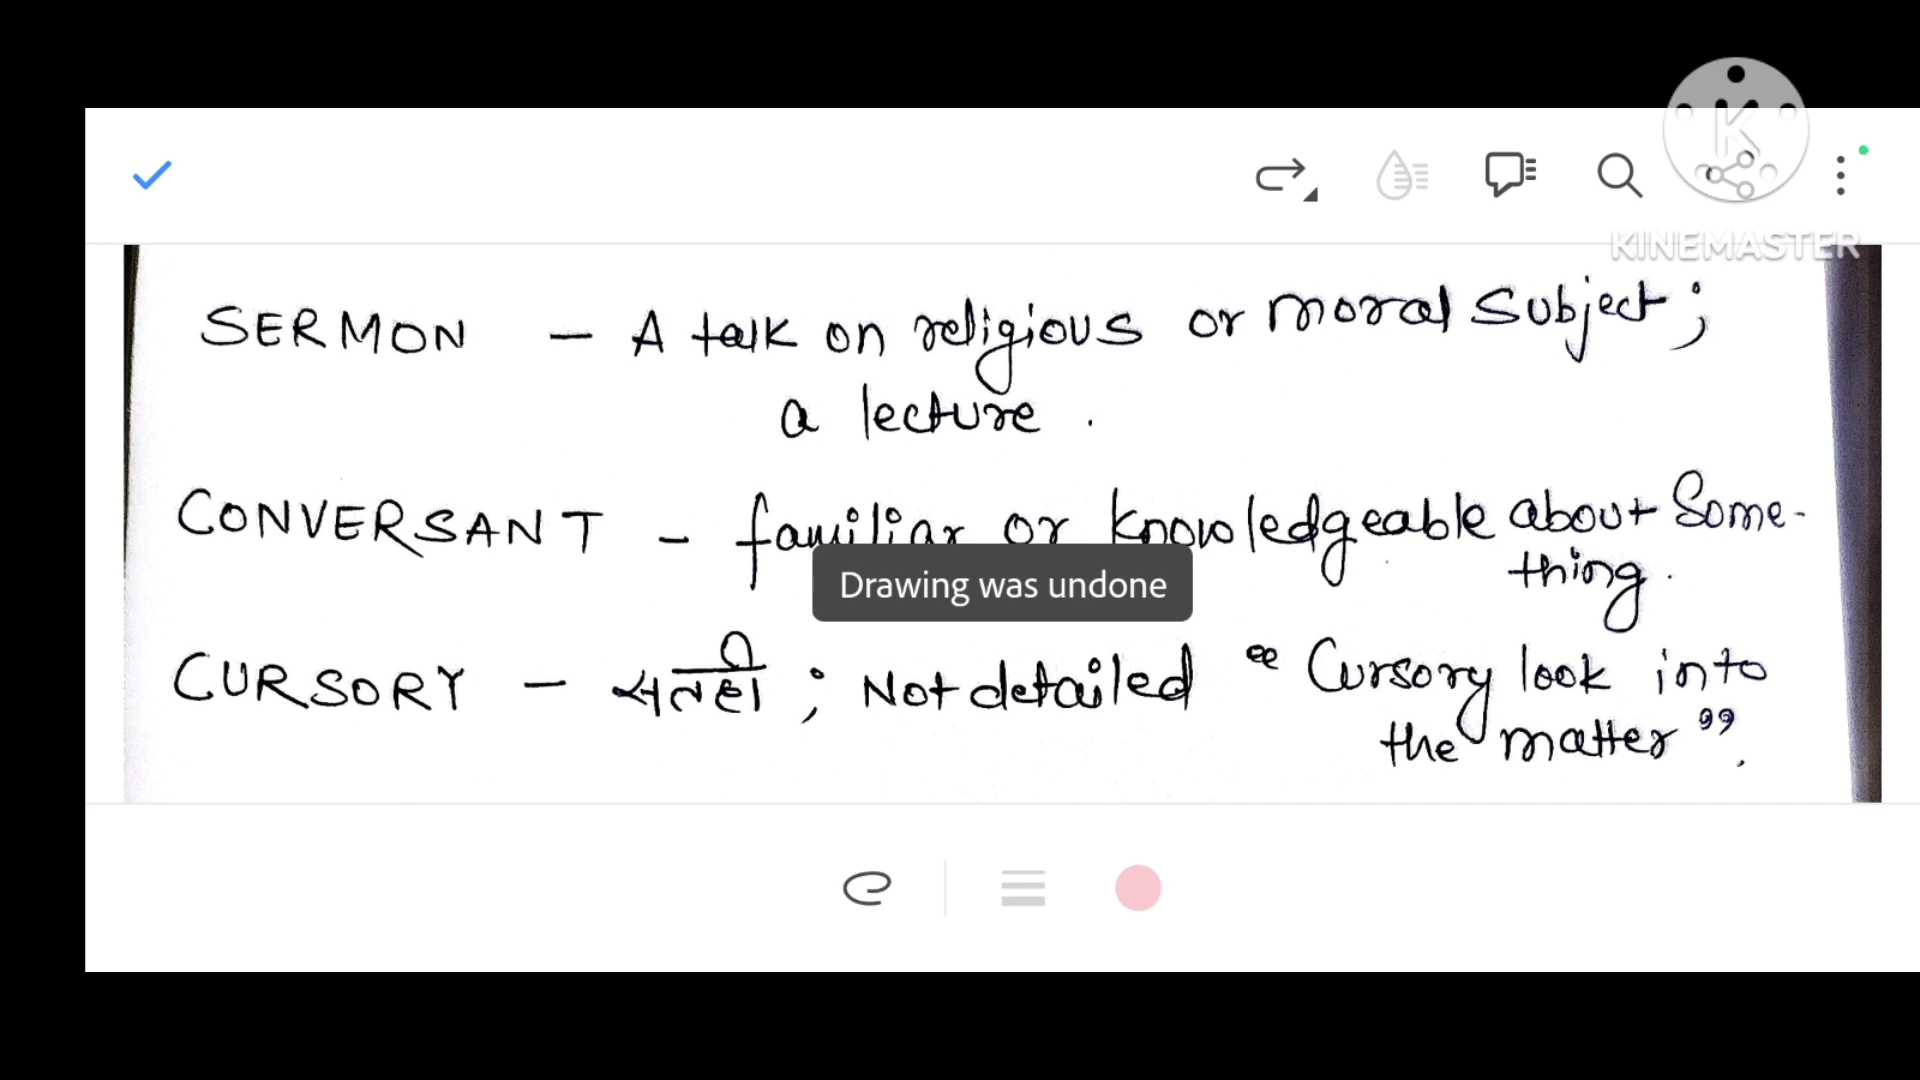 KINEMASTER
SERMON - A talk on religious or moral subject;
a lecture.
CONVERSANT - familiar or knowledgeable about Some-
thing.
Drawing was undone
CURSORY - सतही ; Not detailed “Cursory look into
the matter”.